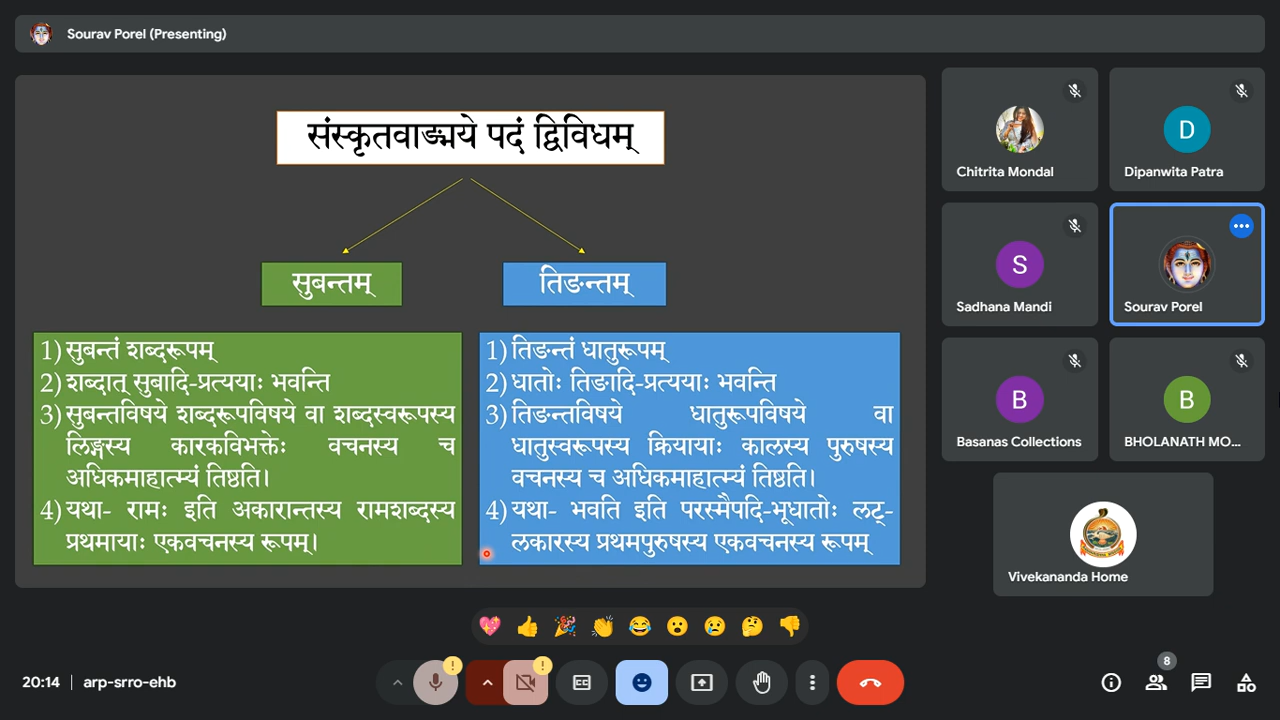 Sourav Porel (Presenting)
संस्कृतवाङ्मये पदं द्विविधम्
सुबन्तम्
तिङन्तम्
1) सुबन्तं शब्दरूपम्
2) शब्दात् सुबादि-प्रत्ययाः भवन्ति
3) सुबन्तविषये शब्दरूपविषये वा शब्दस्वरूपस्य
लिङ्गस्य कारकविभक्तेः वचनस्य च
अधिकमाहात्म्यं तिष्ठति।
4) यथा- रामः इति अकारान्तस्य रामशब्दस्य
प्रथमायाः एकवचनस्य रूपम्।
1) तिङन्तं धातुरूपम्
2) धातोः तिङादि-प्रत्ययाः भवन्ति
3) तिङन्तविषये धातुरूपविषये वा
धातुस्वरूपस्य क्रियायाः कालस्य पुरुषस्य
वचनस्य च अधिकमाहात्म्यं तिष्ठति।
4) यथा- भवति इति परस्मैपदि-भूधातोः लट्-
लकारस्य प्रथमपुरुषस्य एकवचनस्य रूपम्
Chitrita Mondal
D
Dipanwita Patra
S
Sadhana Mandi
Sourav Porel
B
Basanas Collections
B
BHOLANATH MO...
Vivekananda Home
20:14 | arp-srro-ehb
8